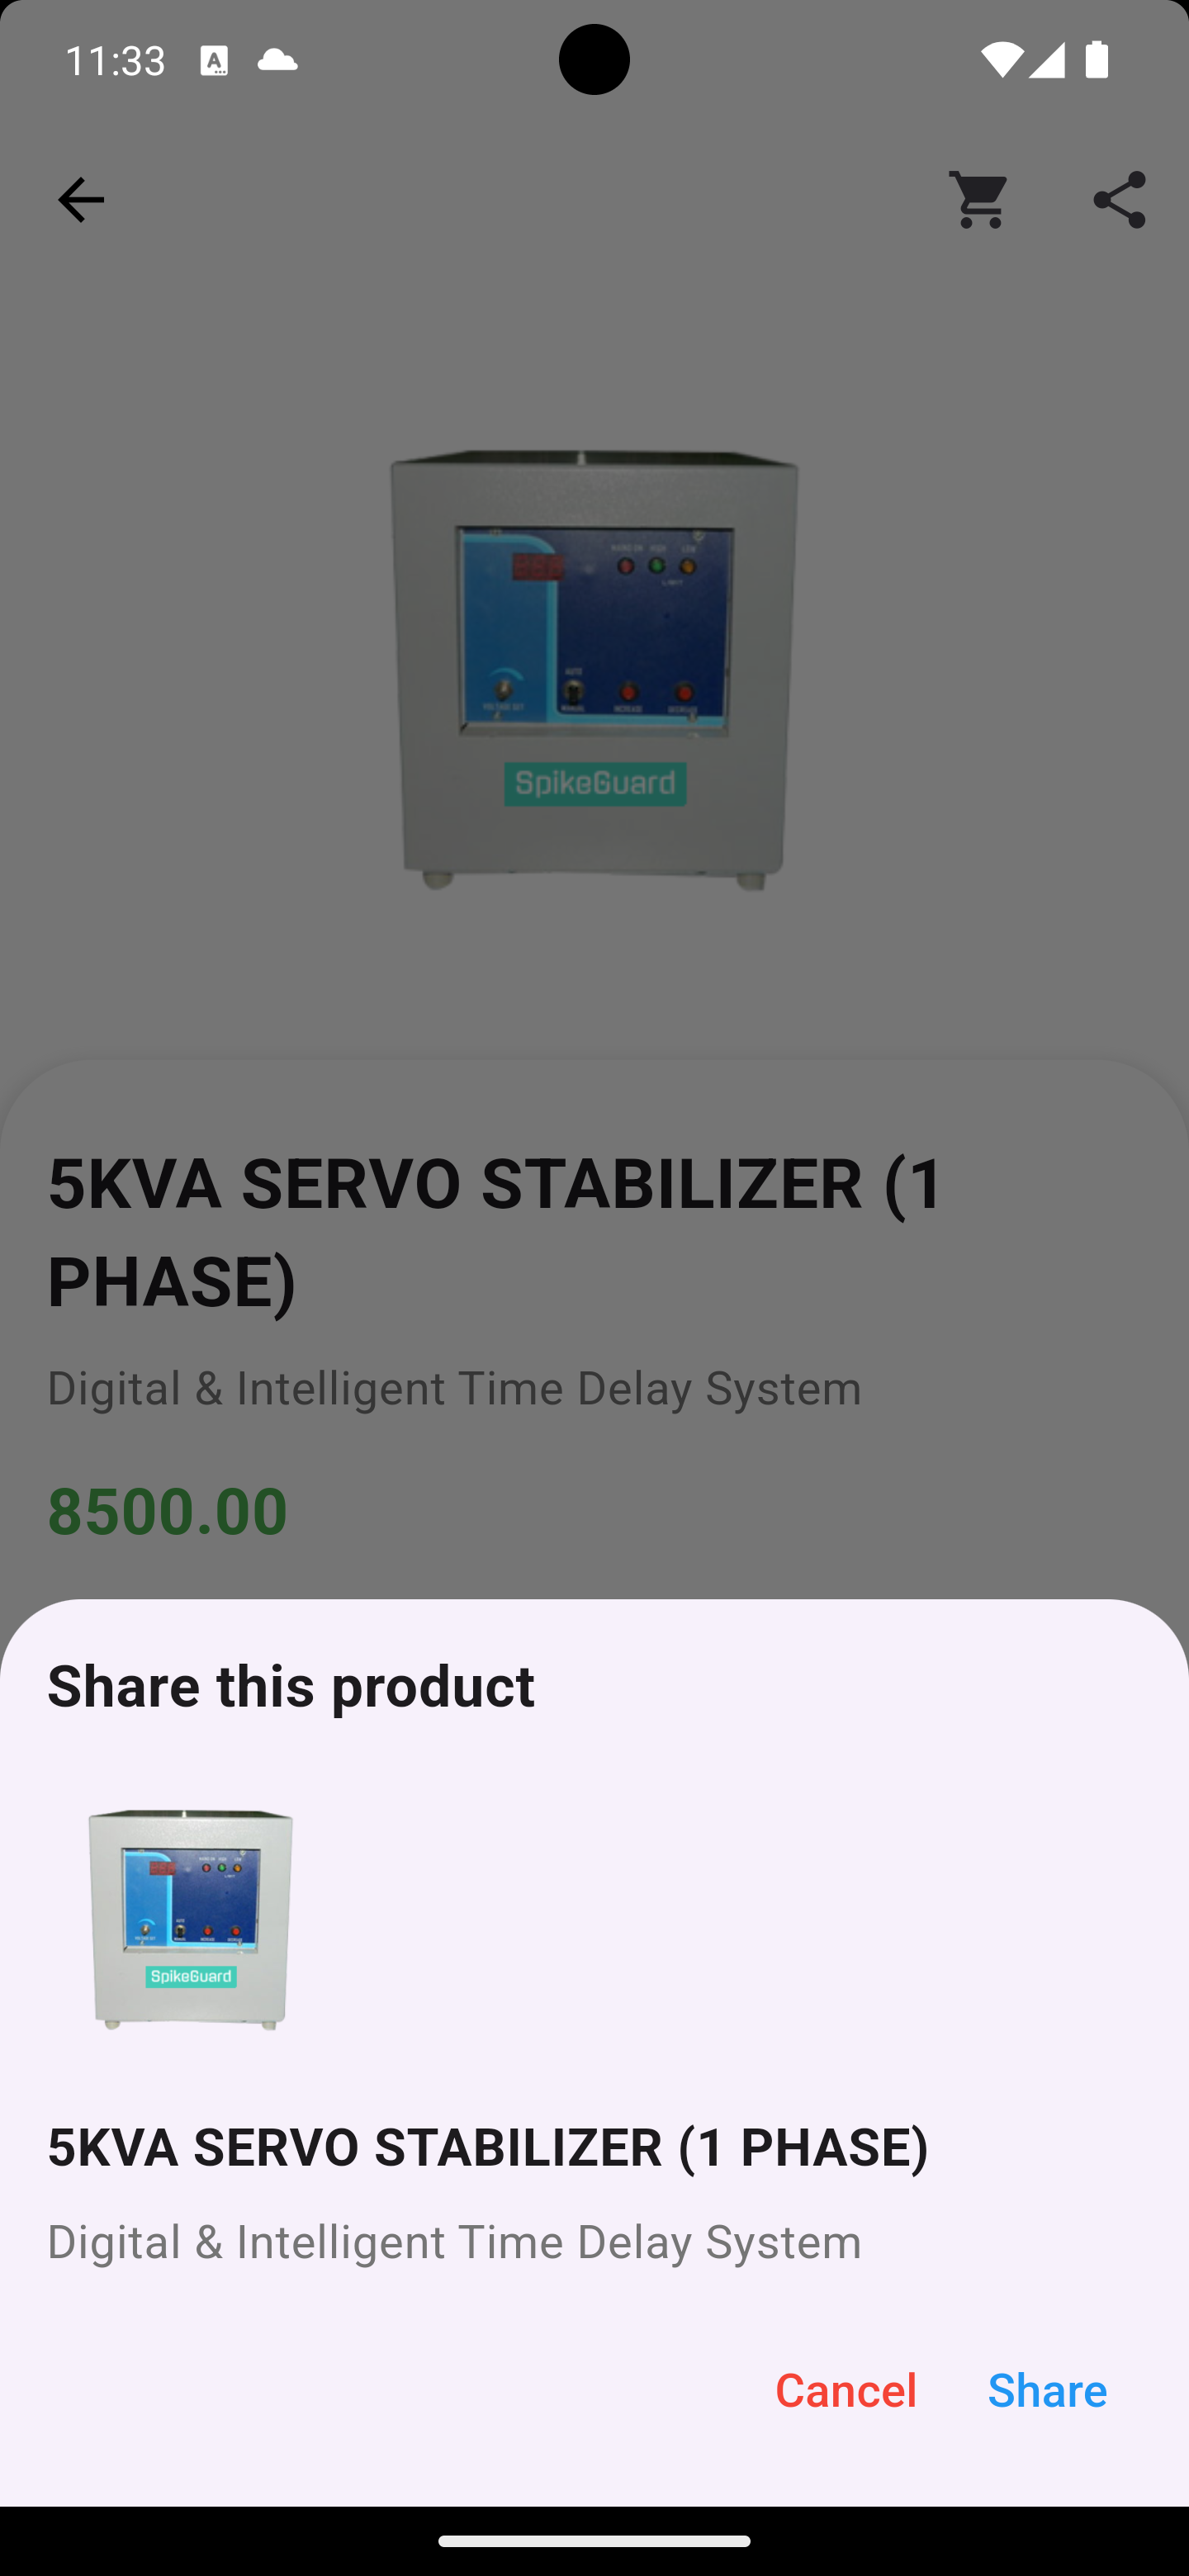 11:33
SpikeGuard
5KVA SERVO STABILIZER (1
PHASE)
Digital & Intelligent Time Delay System
8500.00
Share this product
SpikeGuard
5KVA SERVO STABILIZER (1 PHASE)
Digital & Intelligent Time Delay System
Cancel Share